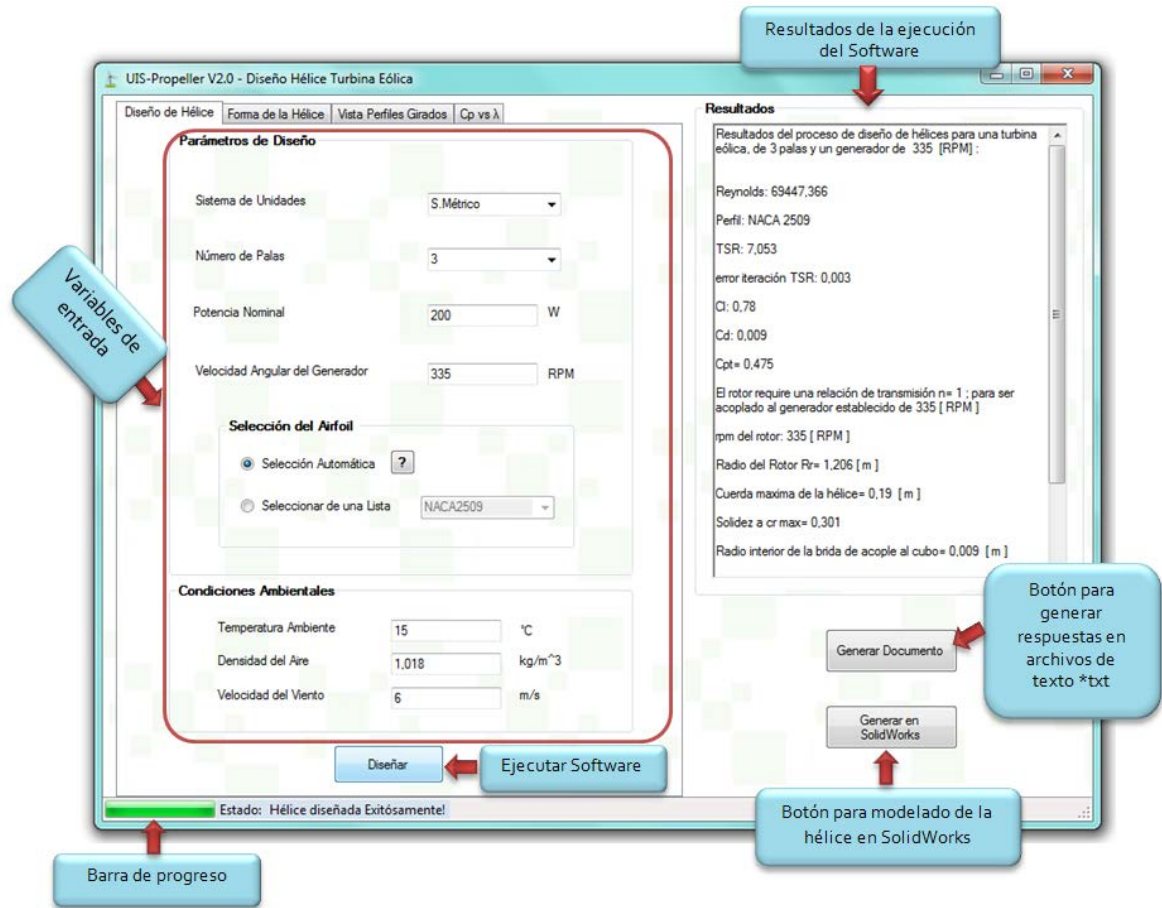 Resultados de la ejecución
del Software
UIS-Propeller V2.0 - Diseño Hélice Turbina Eólica
Diseño de Hélice
Forma de la Hélice
Vista Perfiles Girados
Cp vs λ
Variables de
entrada
Parámetros de Diseño
Sistema de Unidades
S.Métrico
Número de Palas
3
Potencia Nominal
200
W
Velocidad Angular del Generador
335
RPM
Selección del Airfoil
Selección Automática
?
Seleccionar de una Lista
NACA2509
Condiciones Ambientales
Temperatura Ambiente
15
°C
Densidad del Aire
1,018
kg/m^3
Velocidad del Viento
6
m/s
Diseñar
Ejecutar Software
Resultados
Resultados del proceso de diseño de hélices para una turbina
eólica, de 3 palas y un generador de 335 [RPM] :
Reynolds: 69447,366
Perfil: NACA 2509
TSR: 7,053
error iteración TSR: 0,003
Cl: 0,78
Cd: 0,009
Cpt= 0,475
El rotor require una relación de transmisión n= 1 ; para ser
acoplado al generador establecido de 335 [ RPM ]
rpm del rotor: 335 [ RPM ]
Radio del Rotor Rr= 1,206 [ m ]
Cuerda maxima de la hélice= 0,19 [ m ]
Solidez a cr max= 0,301
Radio interior de la brida de acople al cubo= 0,009 [ m ]
Generar Documento
Botón para
generar
respuestas en
archivos de
texto *txt
Generar en
SolidWorks
Botón para modelado de la
hélice en SolidWorks
Estado: Hélice diseñada Exitósamente!
Barra de progreso